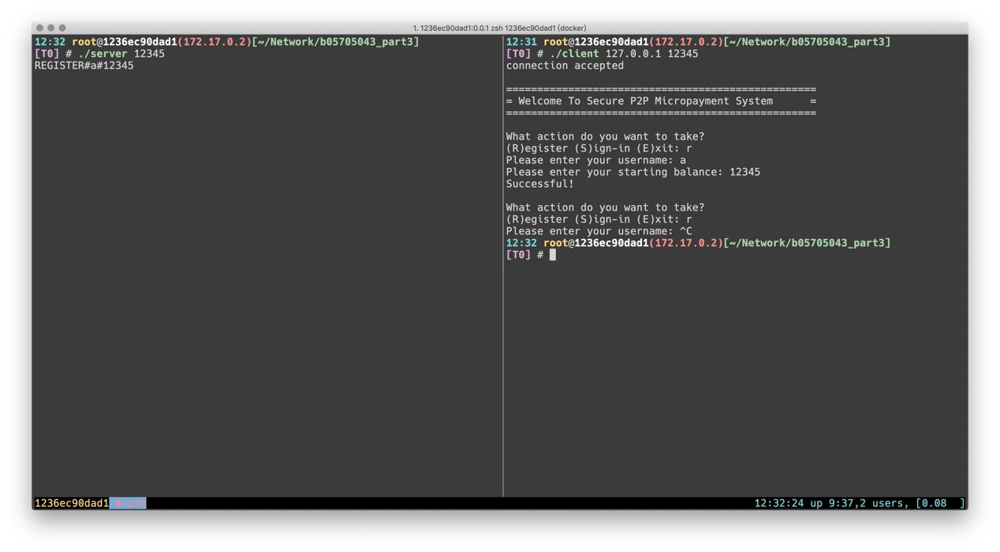 1. 1236ec90dad1:0.0.1 zsh 1236ec90dad1 (docker)
12:32 root@1236ec90dad1(172.17.0.2)[~/Network/b05705043_part3]
[T0] # ./server 12345
REGISTER#a#12345
12:31 root@1236ec90dad1(172.17.0.2)[~/Network/b05705043_part3]
[T0] # ./client 127.0.0.1 12345
connection accepted
==================================================
= Welcome To Secure P2P Micropayment System      =
==================================================
What action do you want to take?
(R)egister (S)ign-in (E)xit: r
Please enter your username: a
Please enter your starting balance: 12345
Successful!
What action do you want to take?
(R)egister (S)ign-in (E)xit: r
Please enter your username: ^C
12:32 root@1236ec90dad1(172.17.0.2)[~/Network/b05705043_part3]
[T0] #
1236ec90dad1 0-zsh 12:32:24 up 9:37,2 users, [0.08  ]